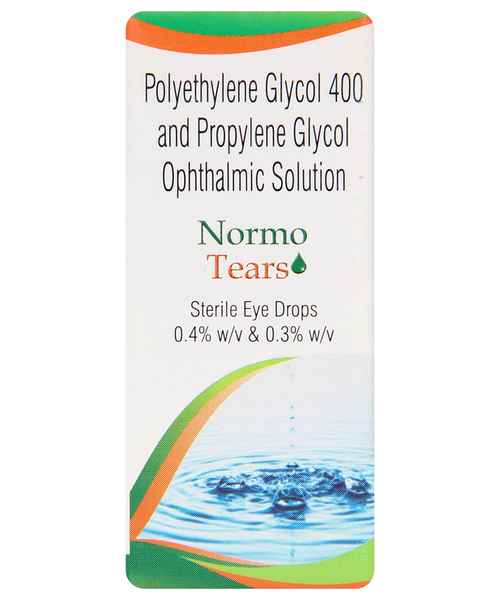 Polyethylene Glycol 400
and Propylene Glycol
Ophthalmic Solution
Normo
Tears
Sterile Eye Drops
0.4% w/v & 0.3% w/v